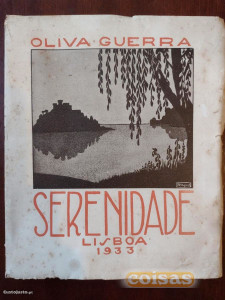 OLIVA GUERRA
SERENIDADE
LISBOA
1933
coisas